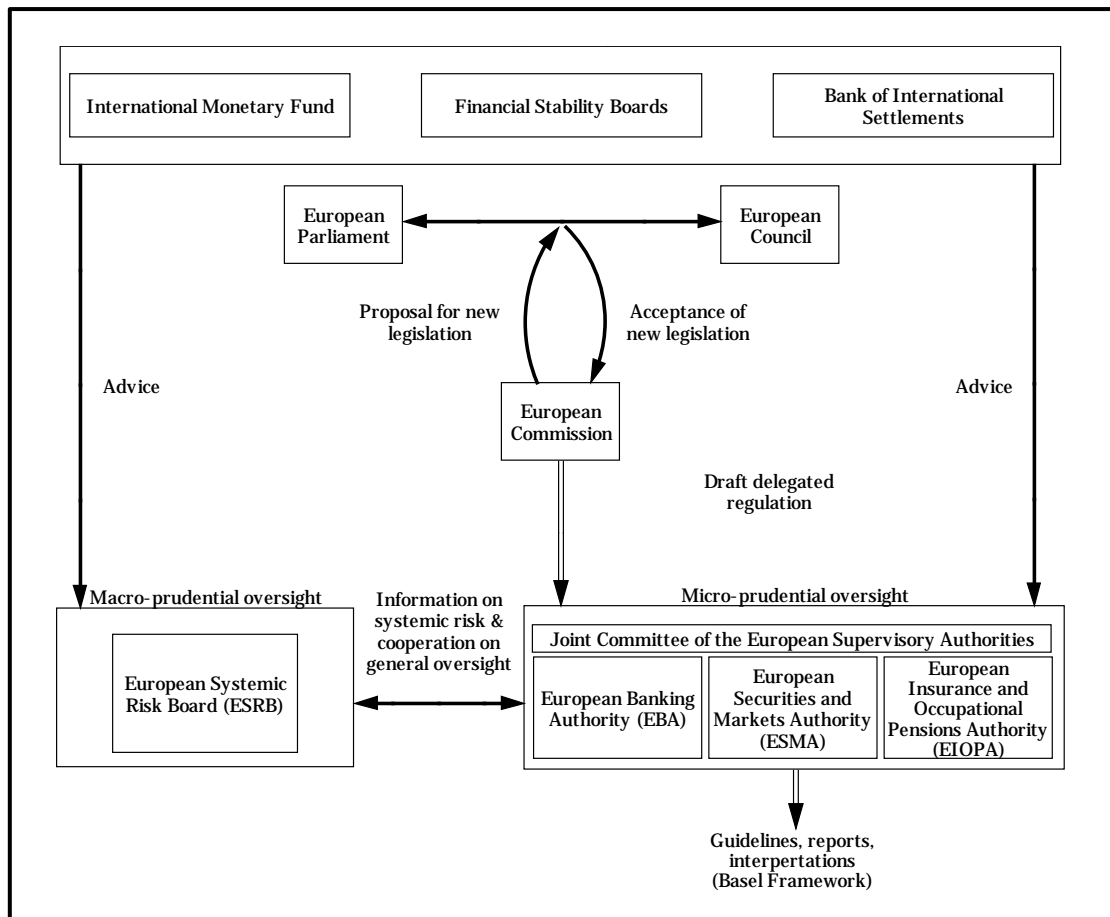 International Monetary Fund
Financial Stability Boards
Bank of International
Settlements
European
Parliament
European
Council
Proposal for new
legislation
Acceptance of
new legislation
Advice
Advice
European
Commission
Draft delegated
regulation
Macro-prudential oversight
Information on
systemic risk &
cooperation on
general oversight
Micro-prudential oversight
European Systemic
Risk Board (ESRB)
Joint Committee of the European Supervisory Authorities
European Banking
Authority (EBA)
European
Securities and
Markets Authority
(ESMA)
European
Insurance and
Occupational
Pensions Authority
(EIOPA)
Guidelines, reports,
interpertations
(Basel Framework)